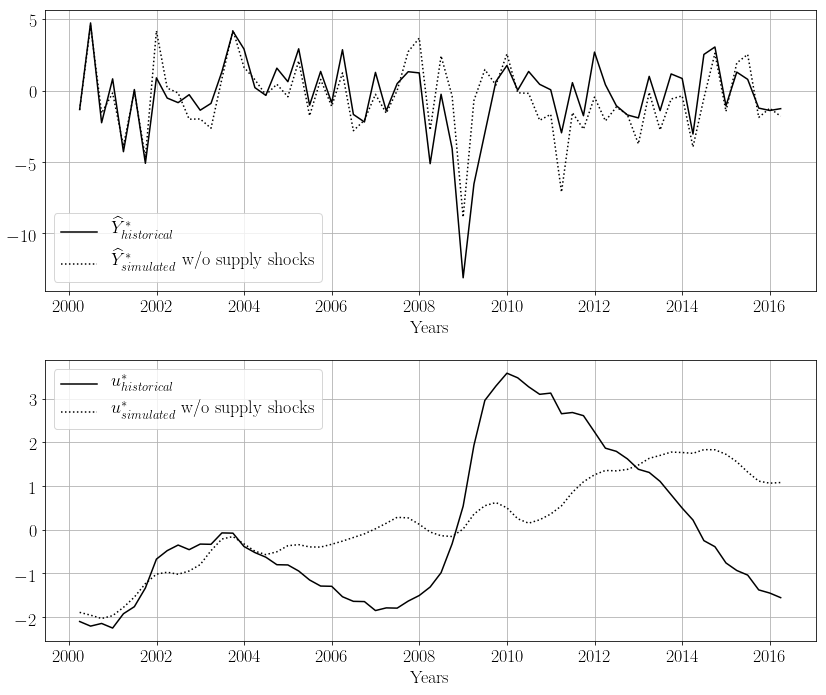 5
0
−5
−10
Ŷ*historical
Ŷ*simulated w/o supply shocks
2000 2002 2004 2006 2008 2010 2012 2014 2016
Years
3
2
1
0
−1
−2
u*historical
u*simulated w/o supply shocks
2000 2002 2004 2006 2008 2010 2012 2014 2016
Years